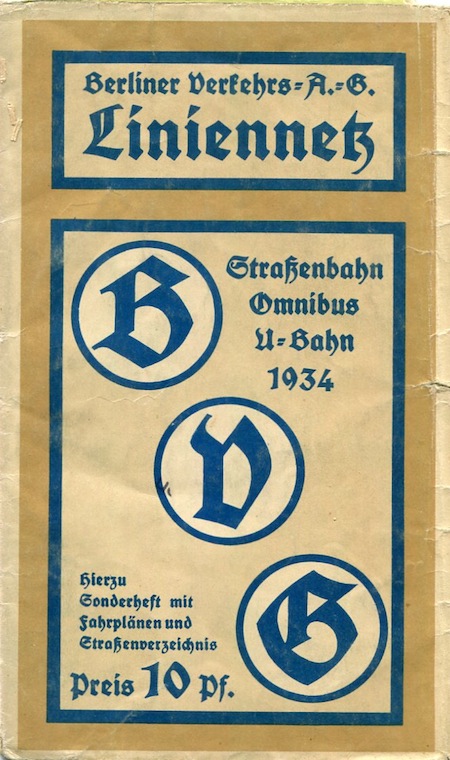 Berliner Verkehrs=A.=G.
Liniennetz
B
Straßenbahn
Omnibus
U=Bahn
1934
V
G
Hierzu
Sonderheft mit
Fahrplänen und
Straßenverzeichnis
Preis 10 Pf.